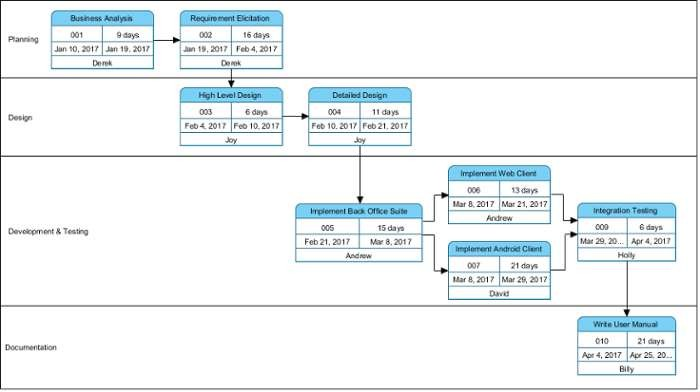 Planning
Business Analysis
001 9 days
Jan 10, 2017 Jan 19, 2017
Derek
Requirement Elicitation
002 16 days
Jan 19, 2017 Feb 4, 2017
Derek
Design
High Level Design
003 6 days
Feb 4, 2017 Feb 10, 2017
Joy
Detailed Design
004 11 days
Feb 10, 2017 Feb 21, 2017
Joy
Development & Testing
Implement Back Office Suite
005 15 days
Feb 21, 2017 Mar 8, 2017
Andrew
Implement Web Client
006 13 days
Mar 8, 2017 Mar 21, 2017
Andrew
Implement Android Client
007 21 days
Mar 8, 2017 Mar 29, 2017
David
Integration Testing
009 6 days
Mar 29, 20... Apr 4, 2017
Holly
Documentation
Write User Manual
010 21 days
Apr 4, 2017 Apr 25, 20...
Billy